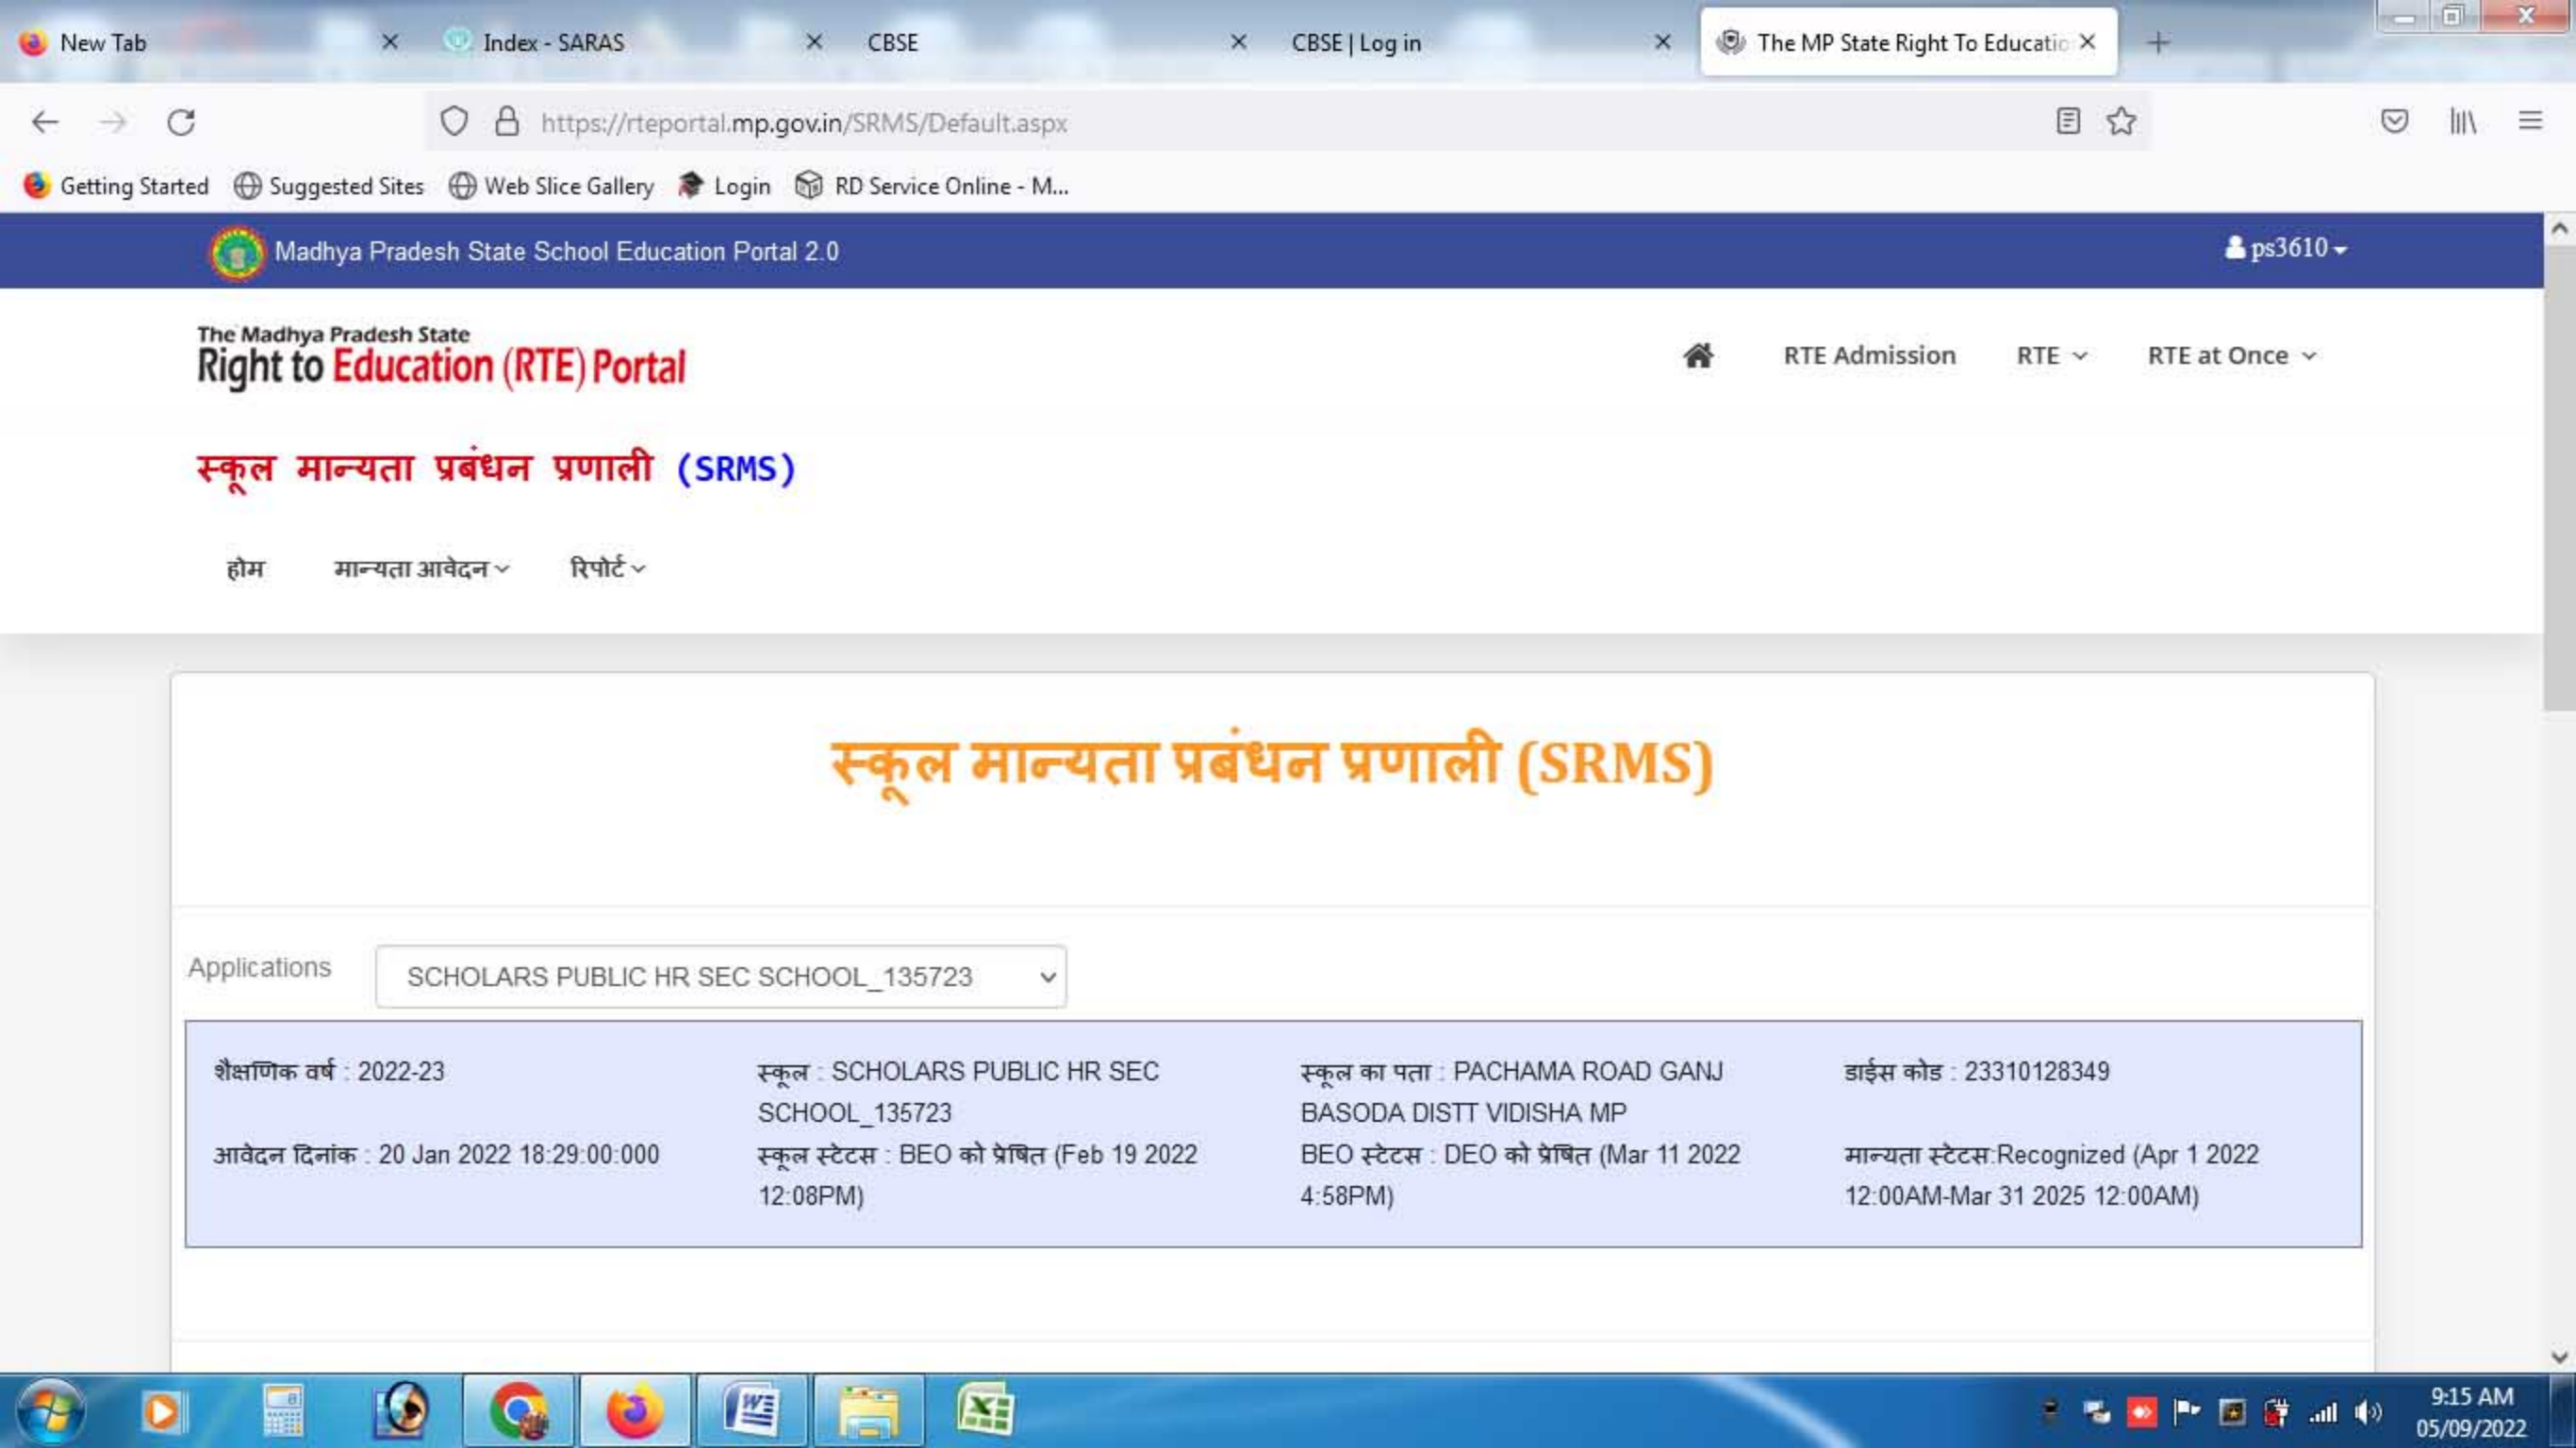 New Tab
Index - SARAS
CBSE
CBSE | Log in
The MP State Right To Educatio
https://rteportal.mp.gov.in/SRMS/Default.aspx
Getting Started
Suggested Sites
Web Slice Gallery
Login
RD Service Online - M...
Madhya Pradesh State School Education Portal 2.0
ps3610
The Madhya Pradesh State
Right to Education (RTE) Portal
RTE Admission
RTE
RTE at Once
स्कूल मान्यता प्रबंधन प्रणाली (SRMS)
होम
मान्यता आवेदन
रिपोर्ट
स्कूल मान्यता प्रबंधन प्रणाली (SRMS)
Applications
SCHOLARS PUBLIC HR SEC SCHOOL_135723
शैक्षणिक वर्ष : 2022-23
स्कूल : SCHOLARS PUBLIC HR SEC
SCHOOL_135723
स्कूल का पता : PACHAMA ROAD GANJ
BASODA DISTT VIDISHA MP
डाईस कोड : 23310128349
आवेदन दिनांक : 20 Jan 2022 18:29:00:000
स्कूल स्टेटस : BEO को प्रेषित (Feb 19 2022
12:08PM)
BEO स्टेटस : DEO को प्रेषित (Mar 11 2022
4:58PM)
मान्यता स्टेटस:Recognized (Apr 1 2022
12:00AM-Mar 31 2025 12:00AM)
9:15 AM
05/09/2022